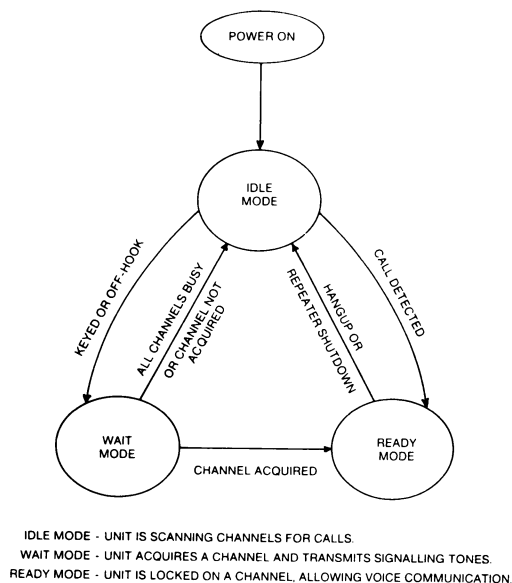 POWER ON
IDLE
MODE
KEYED OR OFF-HOOK
ALL CHANNELS BUSY
OR CHANNEL NOT
ACQUIRED
HANGUP OR
REPEATER SHUTDOWN
CALL DETECTED
WAIT
MODE
CHANNEL ACQUIRED
READY
MODE
IDLE MODE - UNIT IS SCANNING CHANNELS FOR CALLS.
WAIT MODE - UNIT ACQUIRES A CHANNEL AND TRANSMITS SIGNALLING TONES.
READY MODE - UNIT IS LOCKED ON A CHANNEL, ALLOWING VOICE COMMUNICATION.